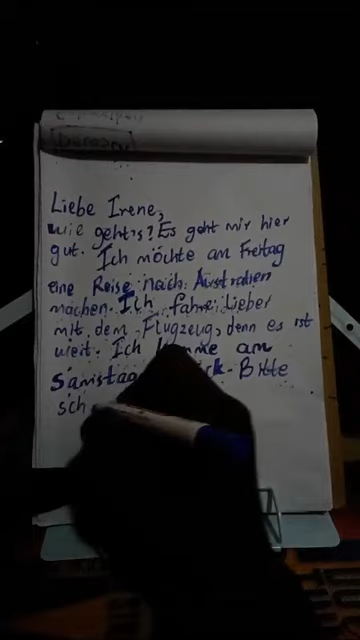 Liebe Irene,
wie geht's? Es geht mir hier
gut. Ich möchte am Freitag
eine Reise nach Australien
machen. Ich fahre lieber
mit dem Flugzeug, denn es ist
weit. Ich am
Samstag Bitte
sch